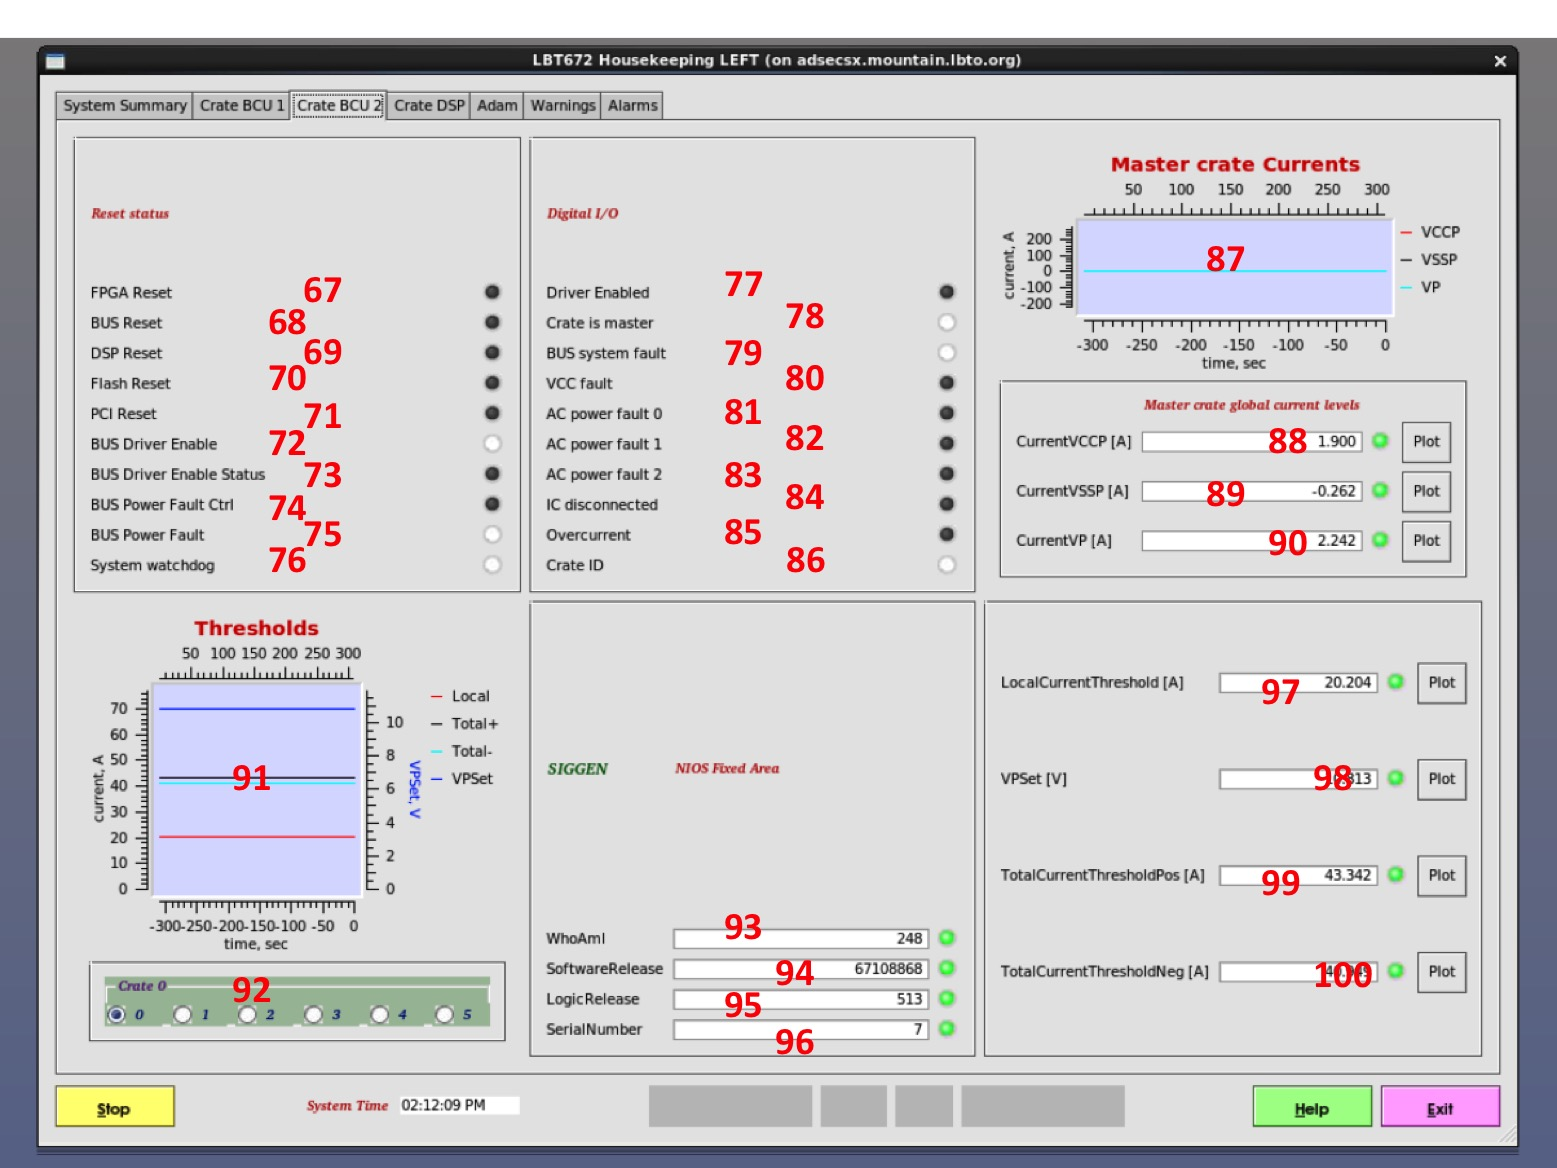 LBT672 Housekeeping LEFT (on adsecsx.mountain.lbto.org)
System Summary Crate BCU 1 Crate BCU 2 Crate DSP Adam Warnings Alarms
Reset status
FPGA Reset 67
BUS Reset 68
DSP Reset 69
Flash Reset 70
PCI Reset 71
BUS Driver Enable 72
BUS Driver Enable Status 73
BUS Power Fault Ctrl 74
BUS Power Fault 75
System watchdog 76
Digital I/O
Driver Enabled 77
Crate is master 78
BUS system fault 79
VCC fault 80
AC power fault 0 81
AC power fault 1 82
AC power fault 2 83
IC disconnected 84
Overcurrent 85
Crate ID 86
Master crate Currents
50 100 150 200 250 300
current, A
200
100
0
-100
-200
87
VCCP
VSSP
VP
-300 -250 -200 -150 -100 -50 0
time, sec
Master crate global current levels
CurrentVCCP [A] 88 1.900 Plot
CurrentVSSP [A] 89 -0.262 Plot
CurrentVP [A] 90 2.242 Plot
Thresholds
50 100 150 200 250 300
current, A
70
60
50
40
30
20
10
0
91
10
8
6
4
2
0
VPSet, V
Local
Total+
Total-
VPSet
-300 -250 -200 -150 -100 -50 0
time, sec
Crate 0 92
0 1 2 3 4 5
SIGGEN NIOS Fixed Area
WhoAmI 93 248
SoftwareRelease 94 67108868
LogicRelease 95 513
SerialNumber 96 7
LocalCurrentThreshold [A] 97 20.204 Plot
VPSet [V] 98 Plot
TotalCurrentThresholdPos [A] 99 43.342 Plot
TotalCurrentThresholdNeg [A] 100 Plot
Stop System Time 02:12:09 PM Help Exit